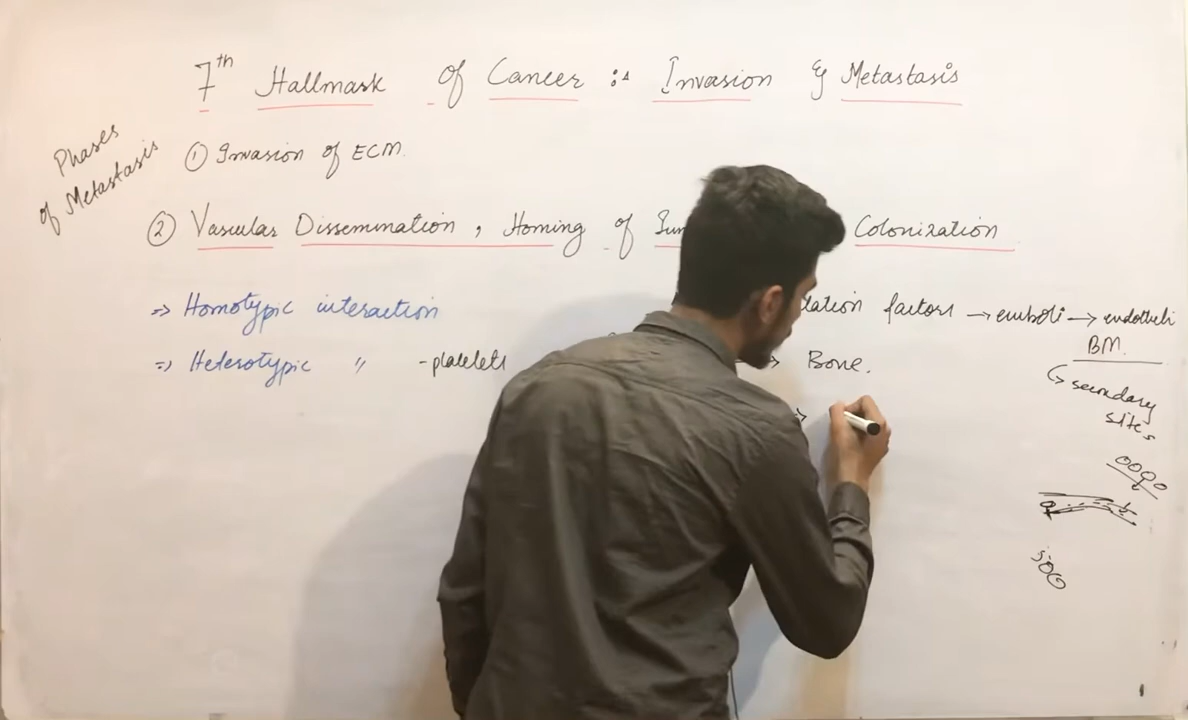 7th Hallmark of Cancer : Invasion & Metastasis
Phases
of Metastasis
① Invasion of ECM.
② Vascular Dissemination, Homing of Colonization
⇒ Homotypic interaction factors → emboli → endotheli
BM.
⇒ Heterotypic " - platelets → Bone.
↳ secondary
sites